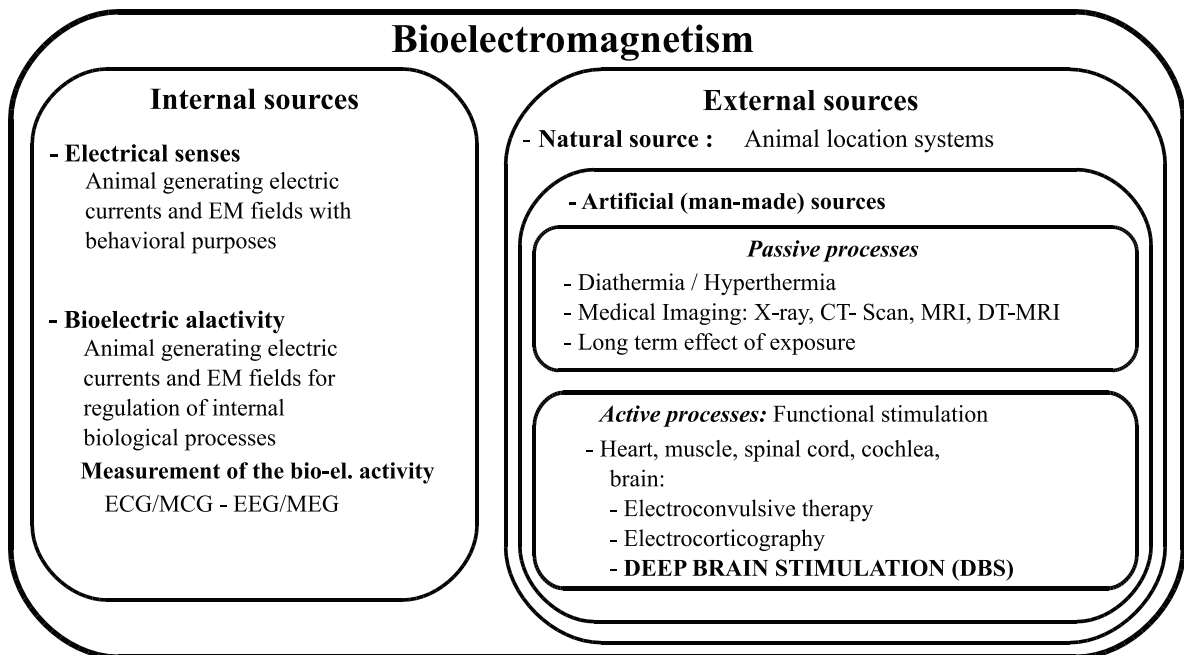 Bioelectromagnetism
Internal sources
- Electrical senses
Animal generating electric
currents and EM fields with
behavioral purposes
- Bioelectric alactivity
Animal generating electric
currents and EM fields for
regulation of internal
biological processes
Measurement of the bio-el. activity
ECG/MCG - EEG/MEG
External sources
- Natural source : Animal location systems
- Artificial (man-made) sources
Passive processes
- Diathermia / Hyperthermia
- Medical Imaging: X-ray, CT- Scan, MRI, DT-MRI
- Long term effect of exposure
Active processes: Functional stimulation
- Heart, muscle, spinal cord, cochlea,
brain:
- Electroconvulsive therapy
- Electrocorticography
- DEEP BRAIN STIMULATION (DBS)